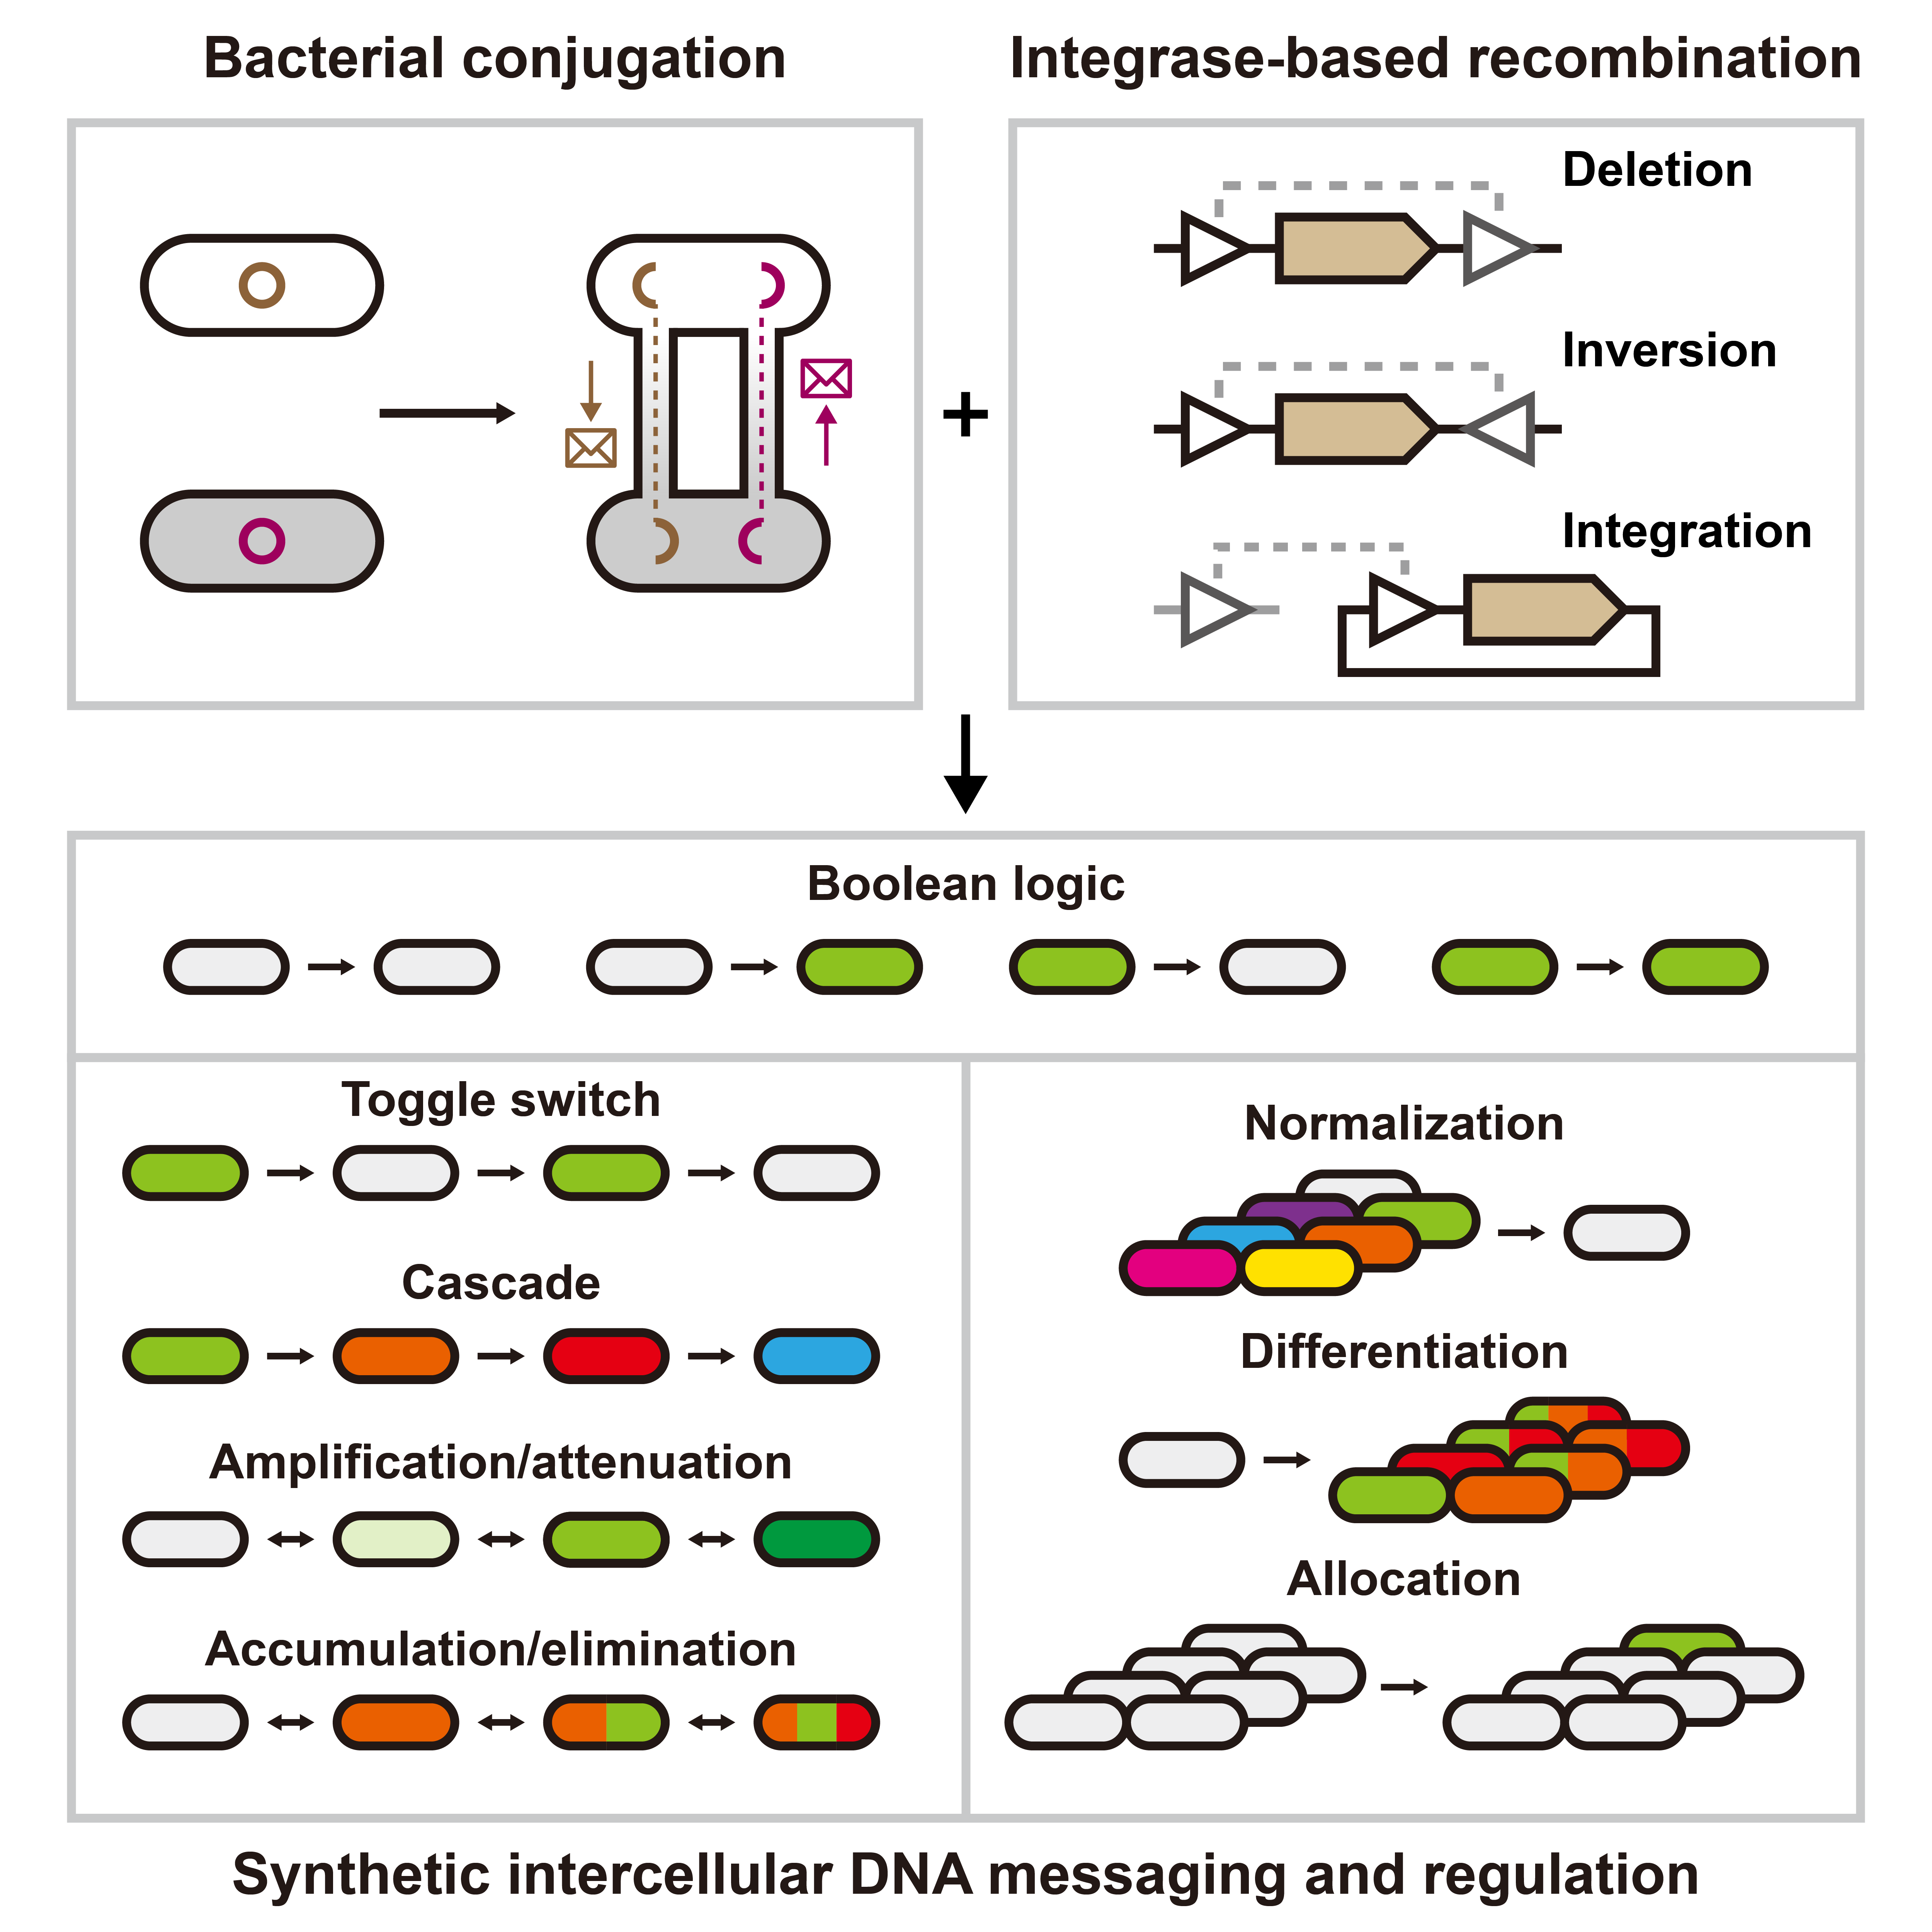 Bacterial conjugation
Integrase-based recombination
Deletion
Inversion
Integration
+
Boolean logic
Toggle switch
Cascade
Amplification/attenuation
Accumulation/elimination
Normalization
Differentiation
Allocation
Synthetic intercellular DNA messaging and regulation